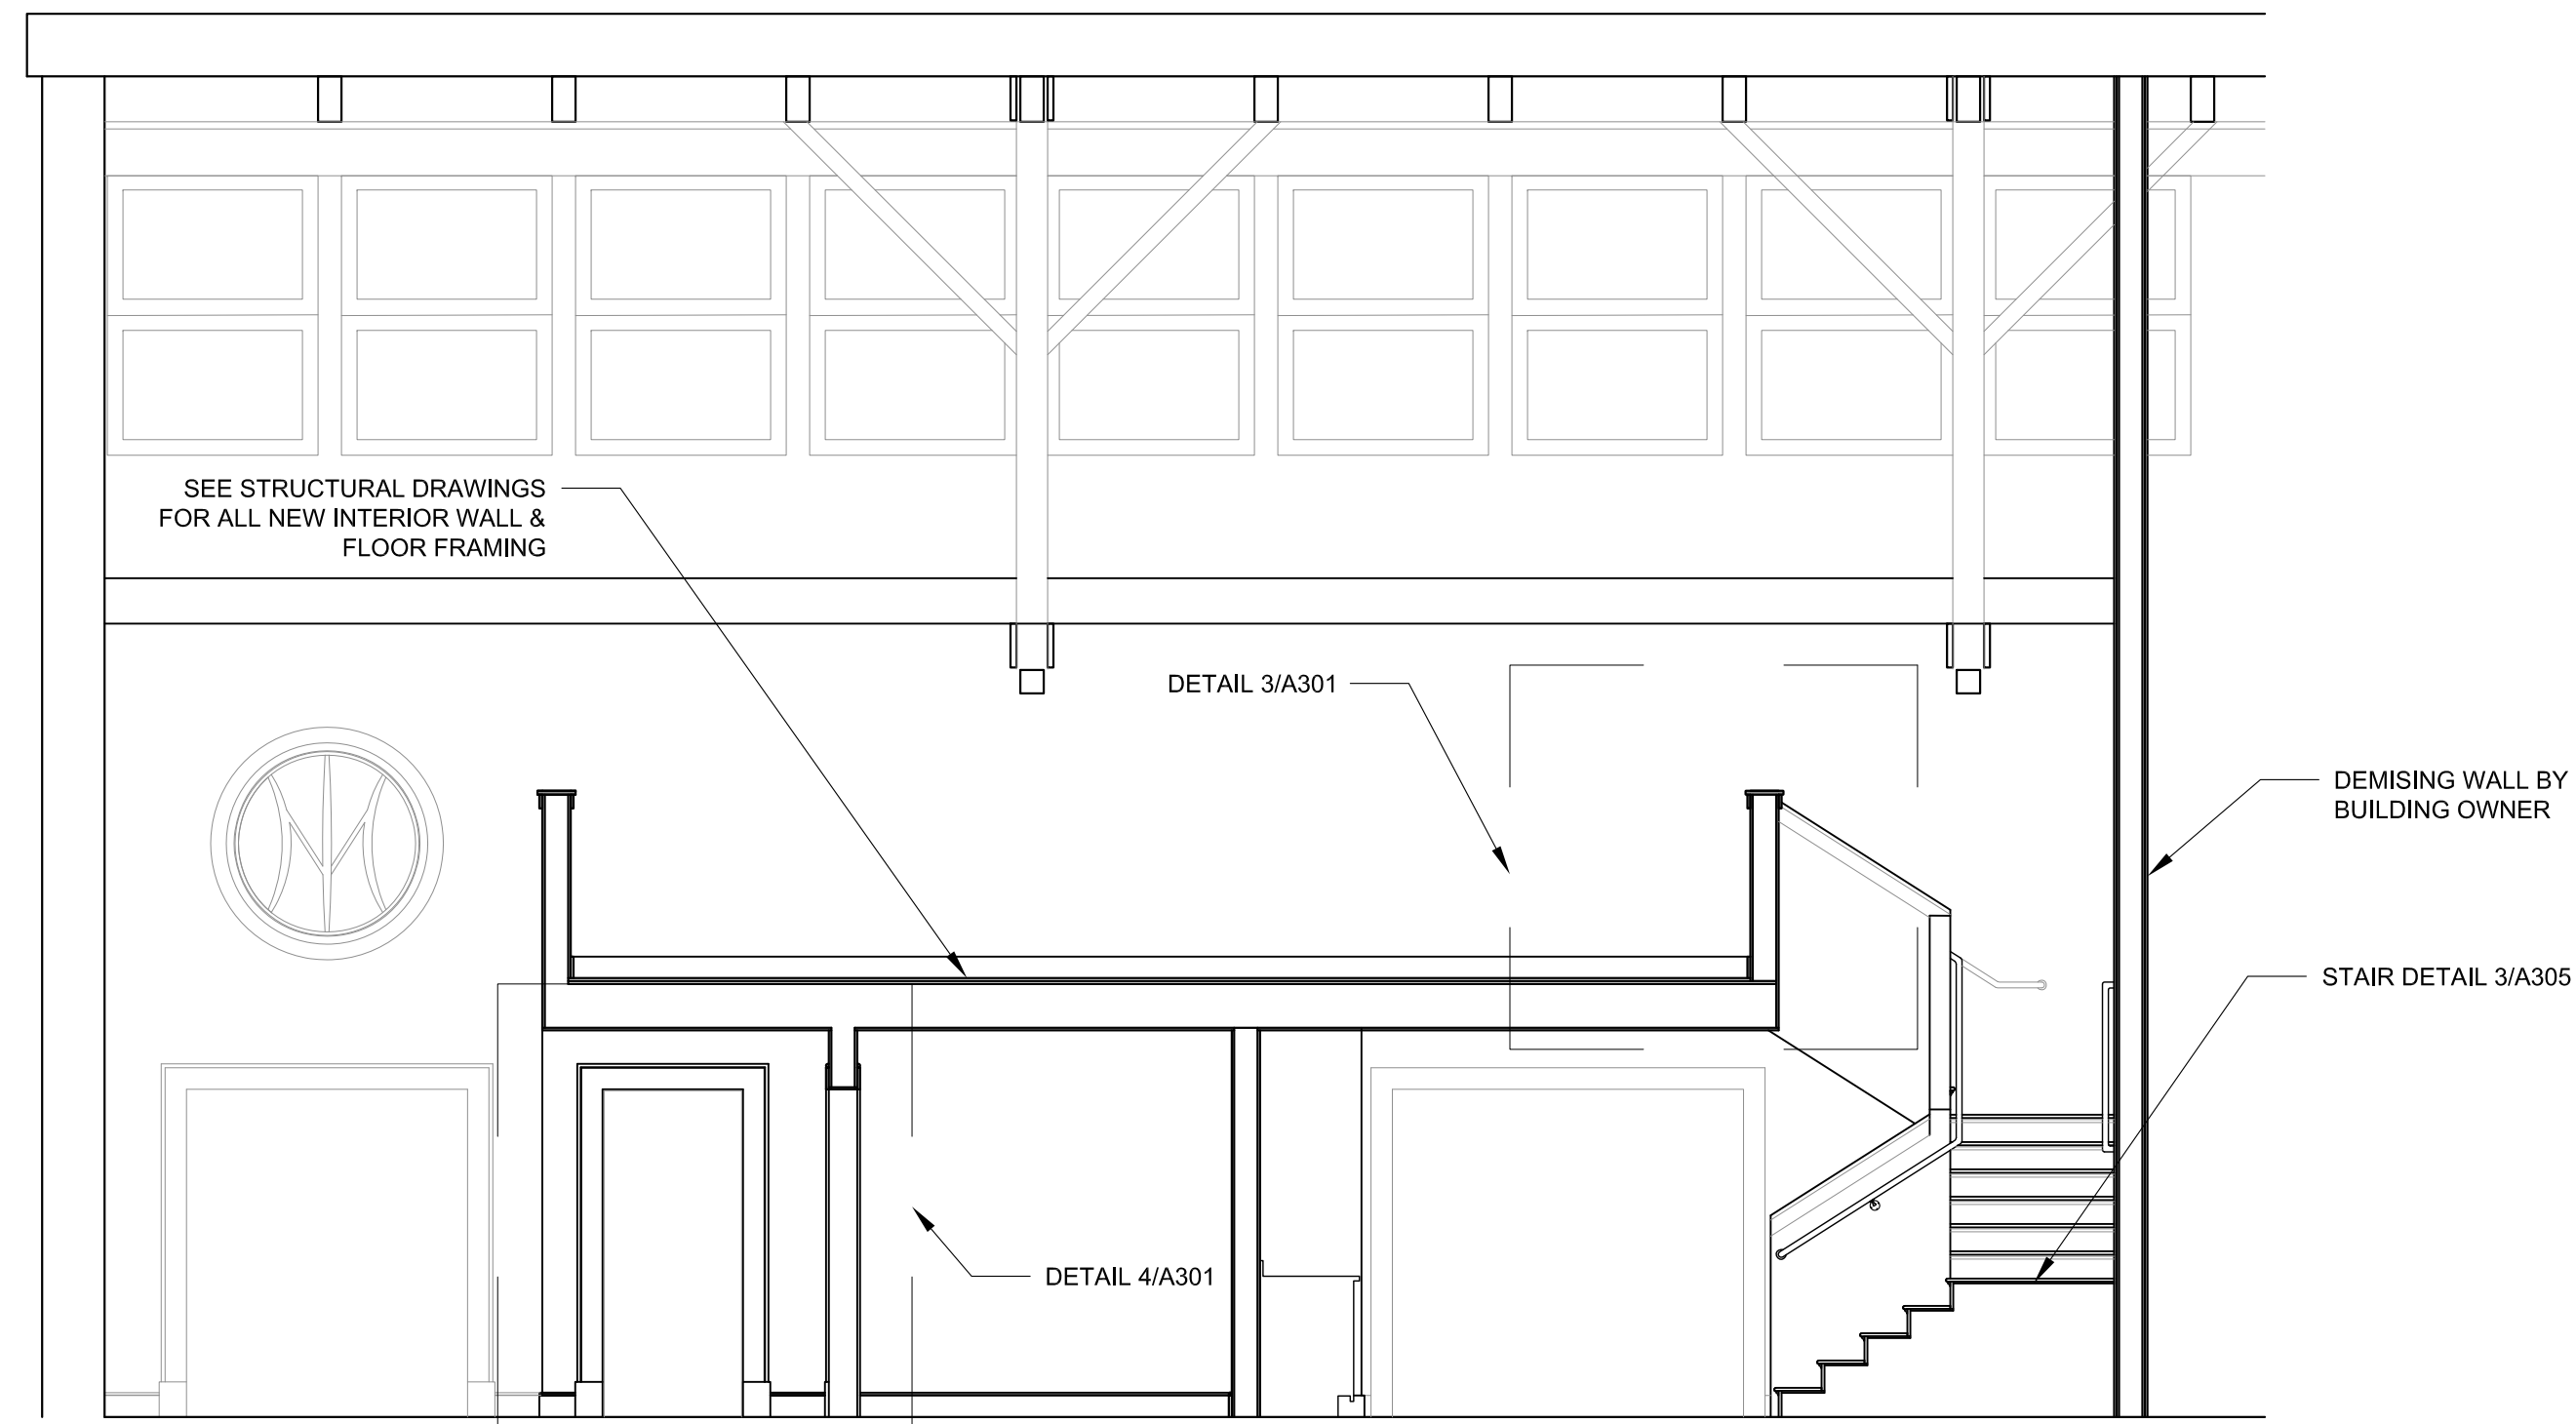 SEE STRUCTURAL DRAWINGS
FOR ALL NEW INTERIOR WALL &
FLOOR FRAMING
DETAIL 3/A301
DEMISING WALL BY
BUILDING OWNER
STAIR DETAIL 3/A305
DETAIL 4/A301